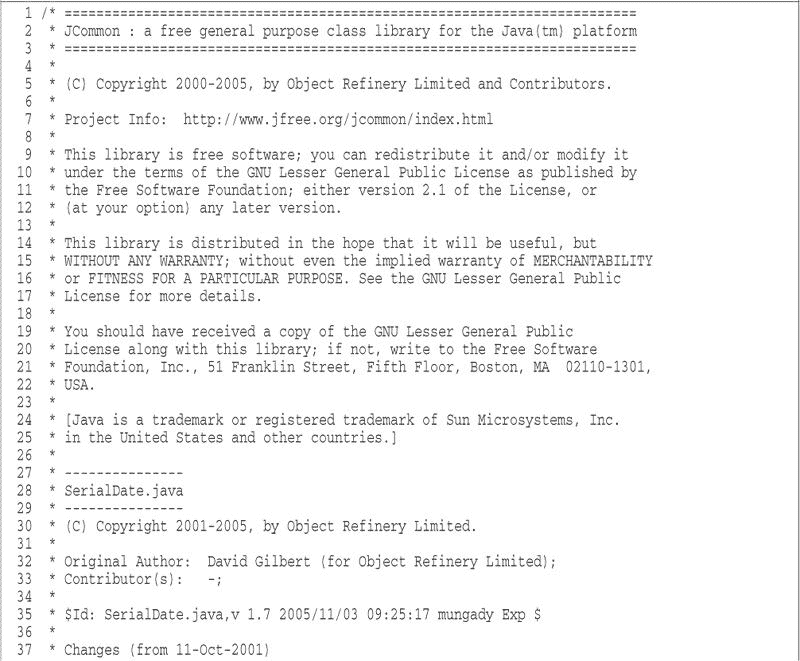 1 /* ========================================================================
2 * JCommon : a free general purpose class library for the Java(tm) platform
3 * ========================================================================
4 *
5 * (C) Copyright 2000-2005, by Object Refinery Limited and Contributors.
6 *
7 * Project Info:  http://www.jfree.org/jcommon/index.html
8 *
9 * This library is free software; you can redistribute it and/or modify it
10 * under the terms of the GNU Lesser General Public License as published by
11 * the Free Software Foundation; either version 2.1 of the License, or
12 * (at your option) any later version.
13 *
14 * This library is distributed in the hope that it will be useful, but
15 * WITHOUT ANY WARRANTY; without even the implied warranty of MERCHANTABILITY
16 * or FITNESS FOR A PARTICULAR PURPOSE. See the GNU Lesser General Public
17 * License for more details.
18 *
19 * You should have received a copy of the GNU Lesser General Public
20 * License along with this library; if not, write to the Free Software
21 * Foundation, Inc., 51 Franklin Street, Fifth Floor, Boston, MA  02110-1301,
22 * USA.
23 *
24 * [Java is a trademark or registered trademark of Sun Microsystems, Inc.
25 * in the United States and other countries.]
26 *
27 * ---------------
28 * SerialDate.java
29 * ---------------
30 * (C) Copyright 2001-2005, by Object Refinery Limited.
31 *
32 * Original Author:  David Gilbert (for Object Refinery Limited);
33 * Contributor(s):   -;
34 *
35 * $Id: SerialDate.java,v 1.7 2005/11/03 09:25:17 mungady Exp $
36 *
37 * Changes (from 11-Oct-2001)